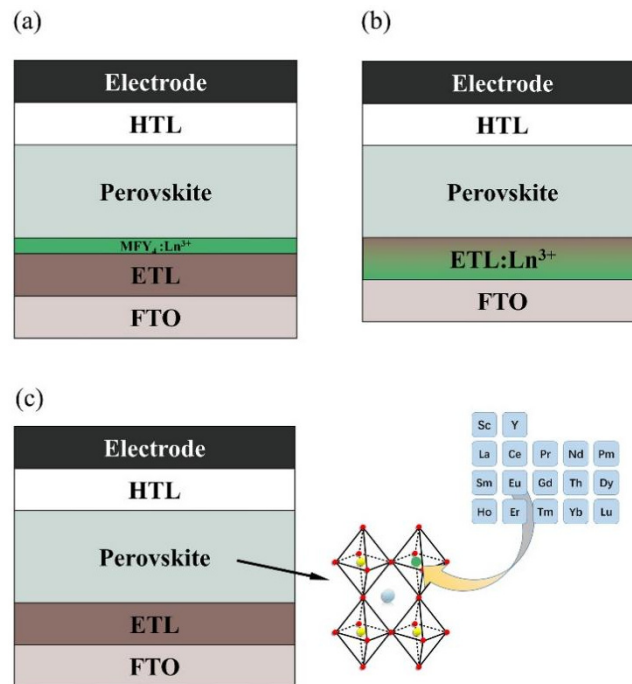 (a)
Electrode
HTL
Perovskite
MFY₄:Ln³⁺
ETL
FTO
(b)
Electrode
HTL
Perovskite
ETL:Ln³⁺
FTO
(c)
Electrode
HTL
Perovskite
ETL
FTO
Sc Y
La Ce Pr Nd Pm
Sm Eu Gd Th Dy
Ho Er Tm Yb Lu